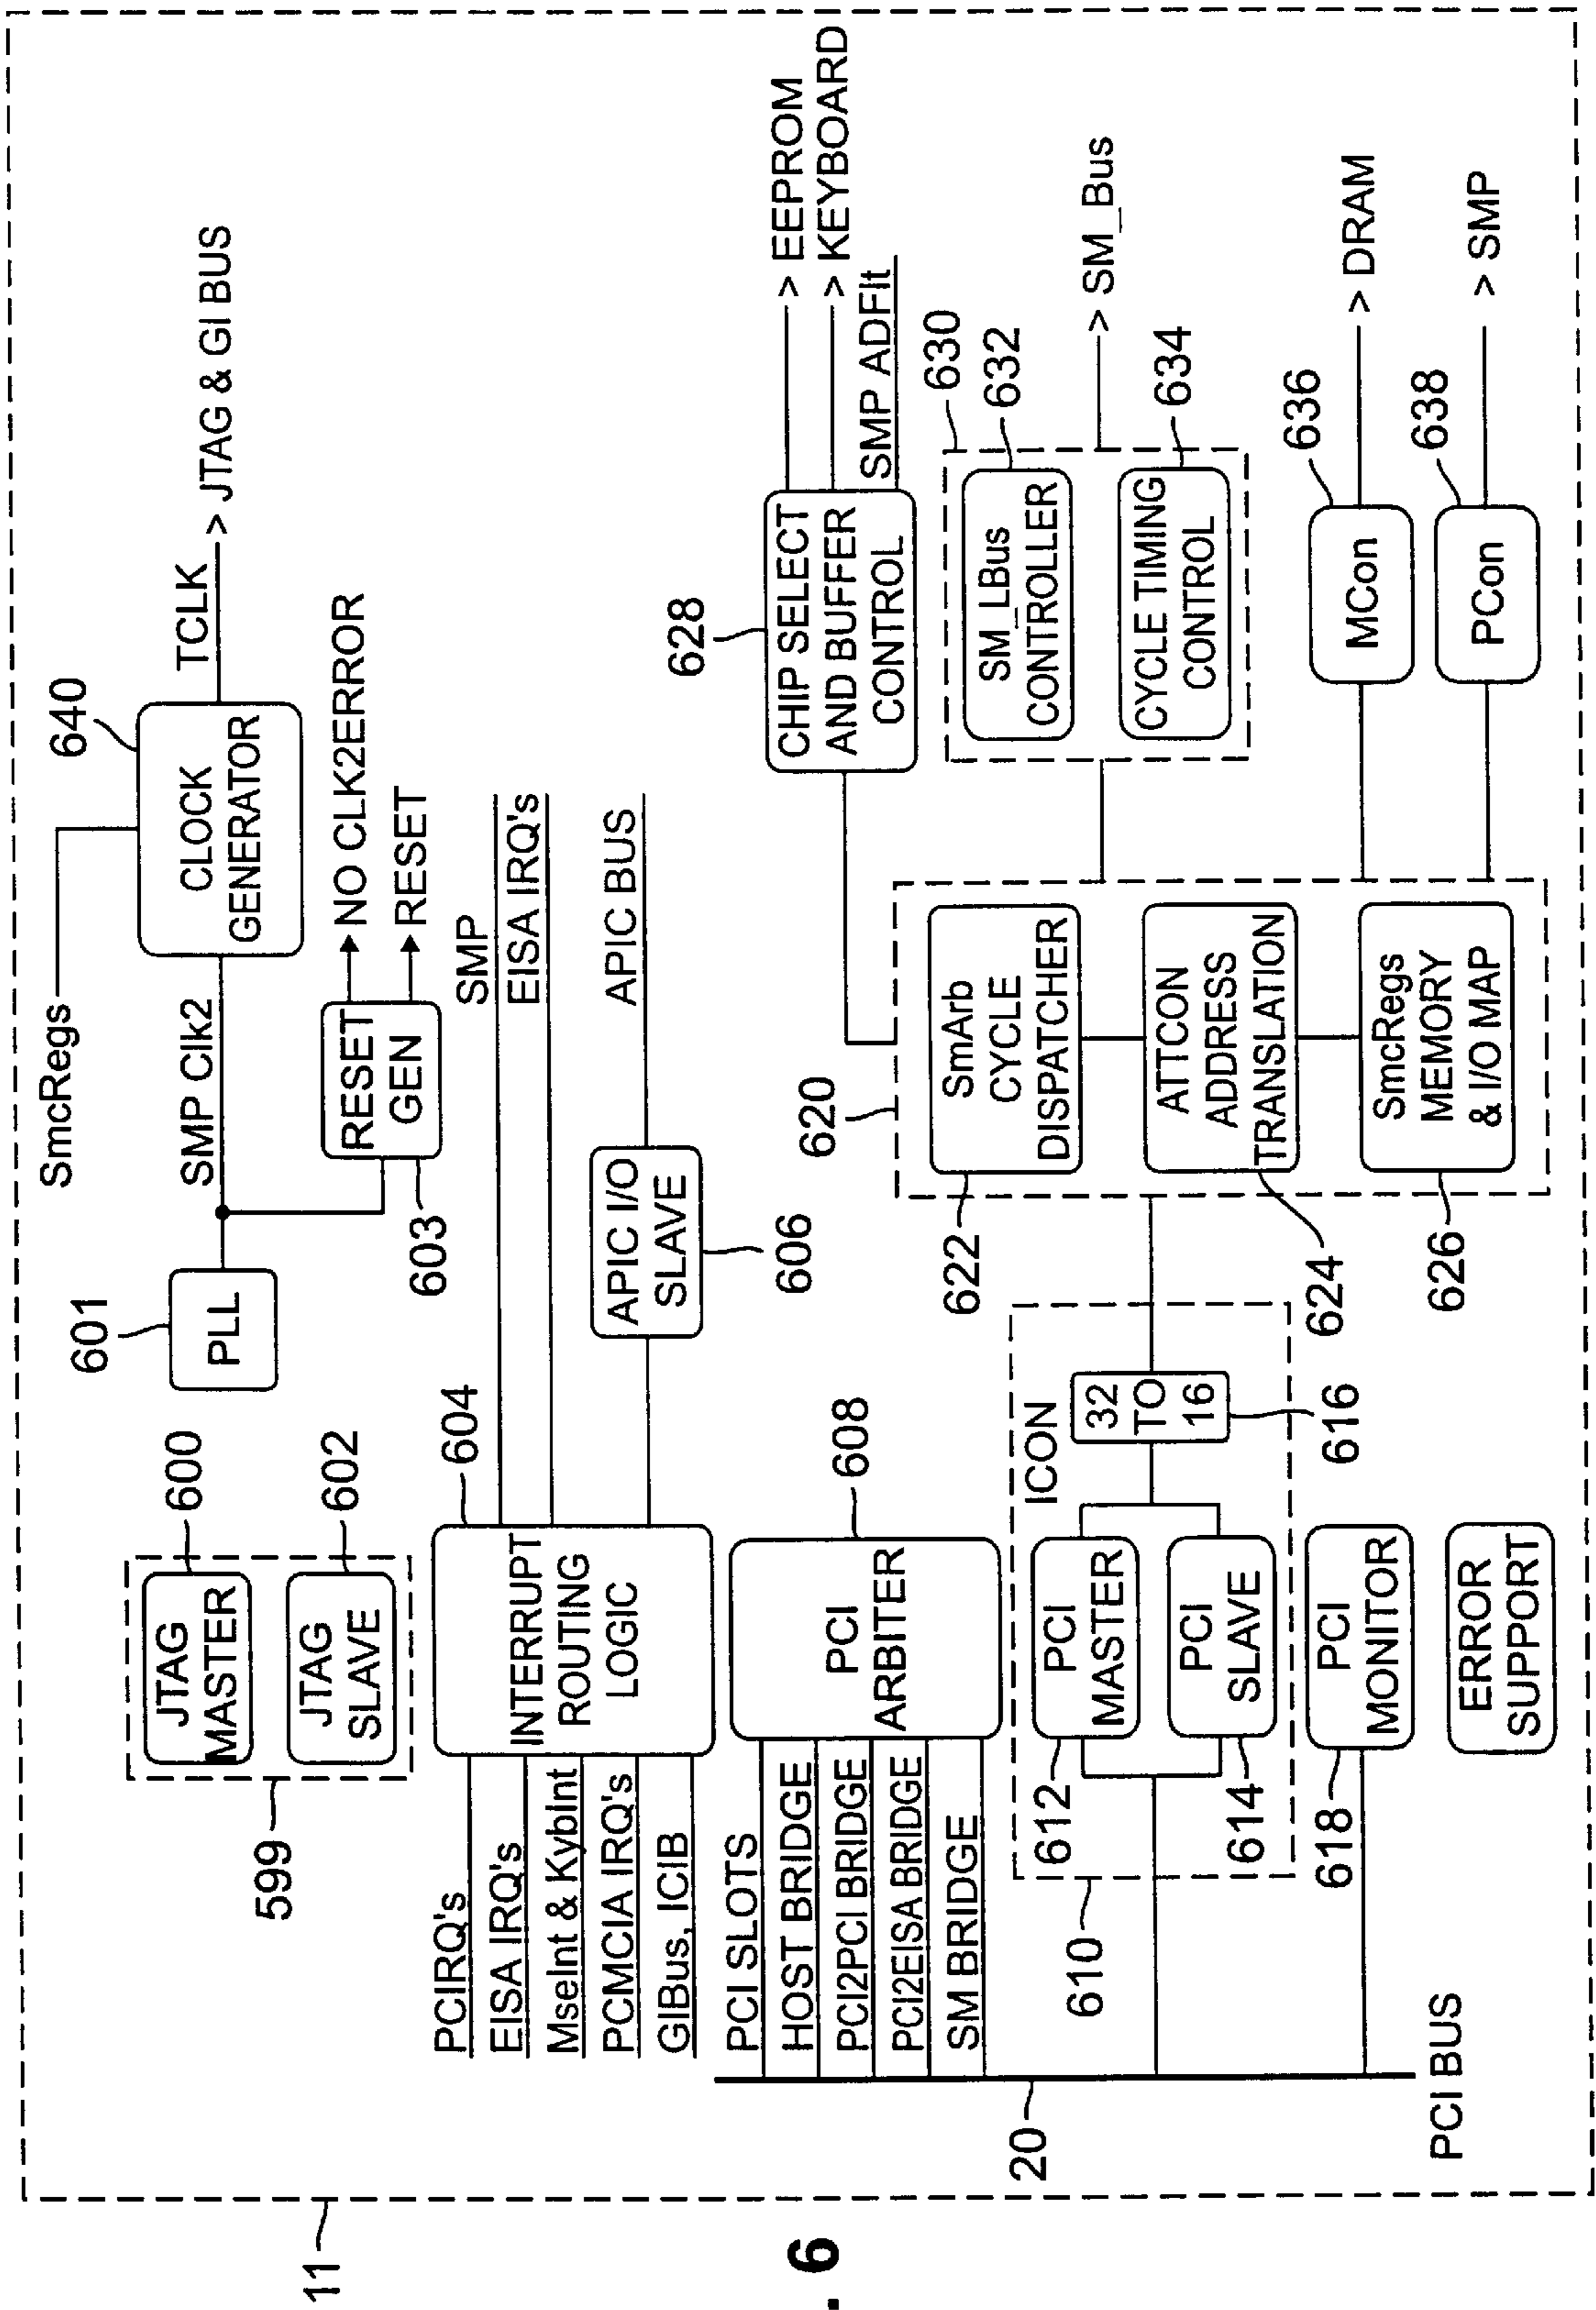 11
599
JTAG
MASTER
600
JTAG
SLAVE
602
601
PLL
SmcRegs
SMP Clk2
640
CLOCK
GENERATOR
TCLK
> JTAG & GI BUS
603
RESET
GEN
NO CLK2ERROR
RESET
PCIRQ's
EISA IRQ's
MseInt & KybInt
PCMCIA IRQ's
GIBus, ICIB
604
INTERRUPT
ROUTING
LOGIC
SMP
EISA IRQ's
APIC I/O
SLAVE
606
APIC BUS
PCI SLOTS
HOST BRIDGE
PCI2PCI BRIDGE
PCI2EISA BRIDGE
SM BRIDGE
608
PCI
ARBITER
20
PCI BUS
610
ICON
612
PCI
MASTER
614
PCI
SLAVE
32
TO
16
616
618
PCI
MONITOR
ERROR
SUPPORT
620
622
SmArb
CYCLE
DISPATCHER
624
ATTCON
ADDRESS
TRANSLATION
626
SmcRegs
MEMORY
& I/O MAP
628
CHIP SELECT
AND BUFFER
CONTROL
> EEPROM
> KEYBOARD
SMP ADFlt
630
632
SM_LBus
CONTROLLER
634
CYCLE TIMING
CONTROL
> SM_Bus
636
MCon
> DRAM
638
PCon
> SMP
. 6